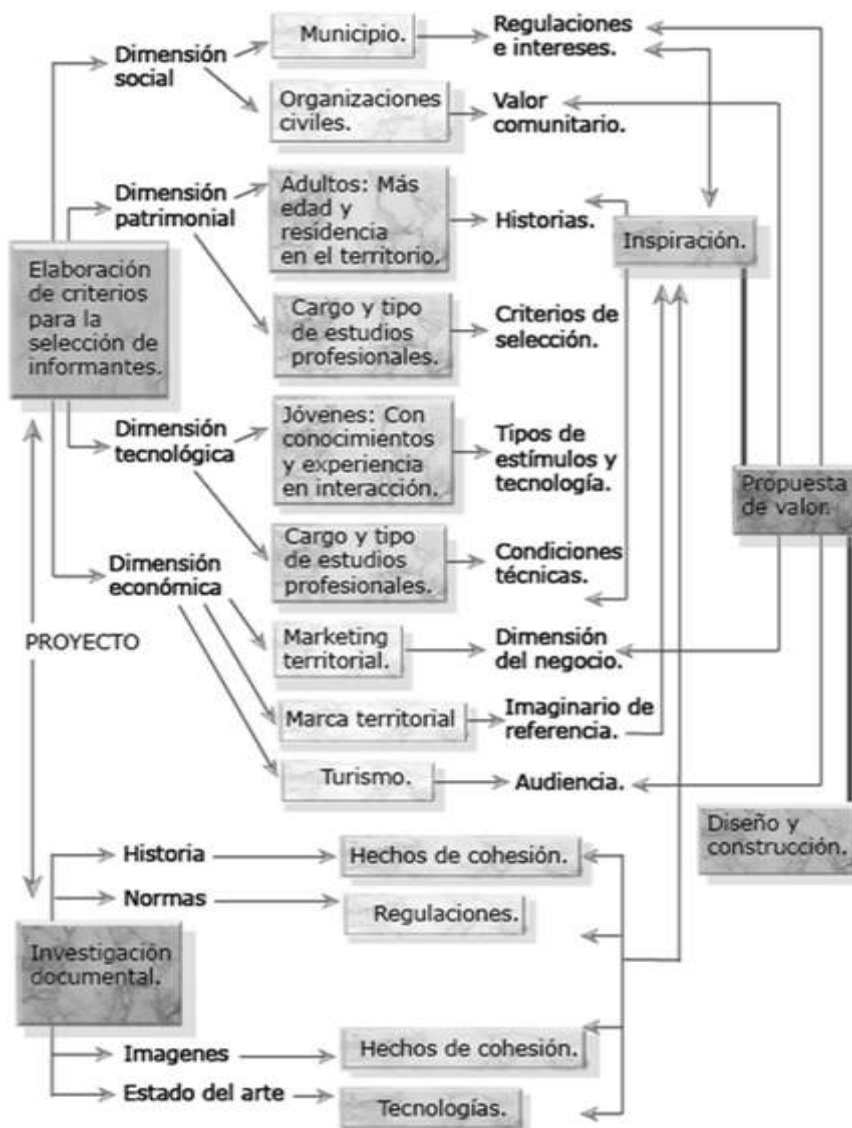 Dimensión
social
Municipio.
Regulaciones
e intereses.
Organizaciones
civiles.
Valor
comunitario.
Dimensión
patrimonial
Adultos: Más
edad y
residencia
en el territorio.
Historias.
Inspiración.
Elaboración
de criterios
para la
selección de
informantes.
Cargo y tipo
de estudios
profesionales.
Criterios de
selección.
Dimensión
tecnológica
Jóvenes: Con
conocimientos
y experiencia
en interacción.
Tipos de
estímulos y
tecnología.
Propuesta
de valor.
Cargo y tipo
de estudios
profesionales.
Condiciones
técnicas.
Dimensión
económica
PROYECTO
Marketing
territorial.
Dimensión
del negocio.
Marca territorial
Imaginario de
referencia.
Turismo.
Audiencia.
Diseño y
construcción.
Historia
Hechos de cohesión.
Normas
Regulaciones.
Investigación
documental.
Imagenes
Hechos de cohesión.
Estado del arte
Tecnologías.